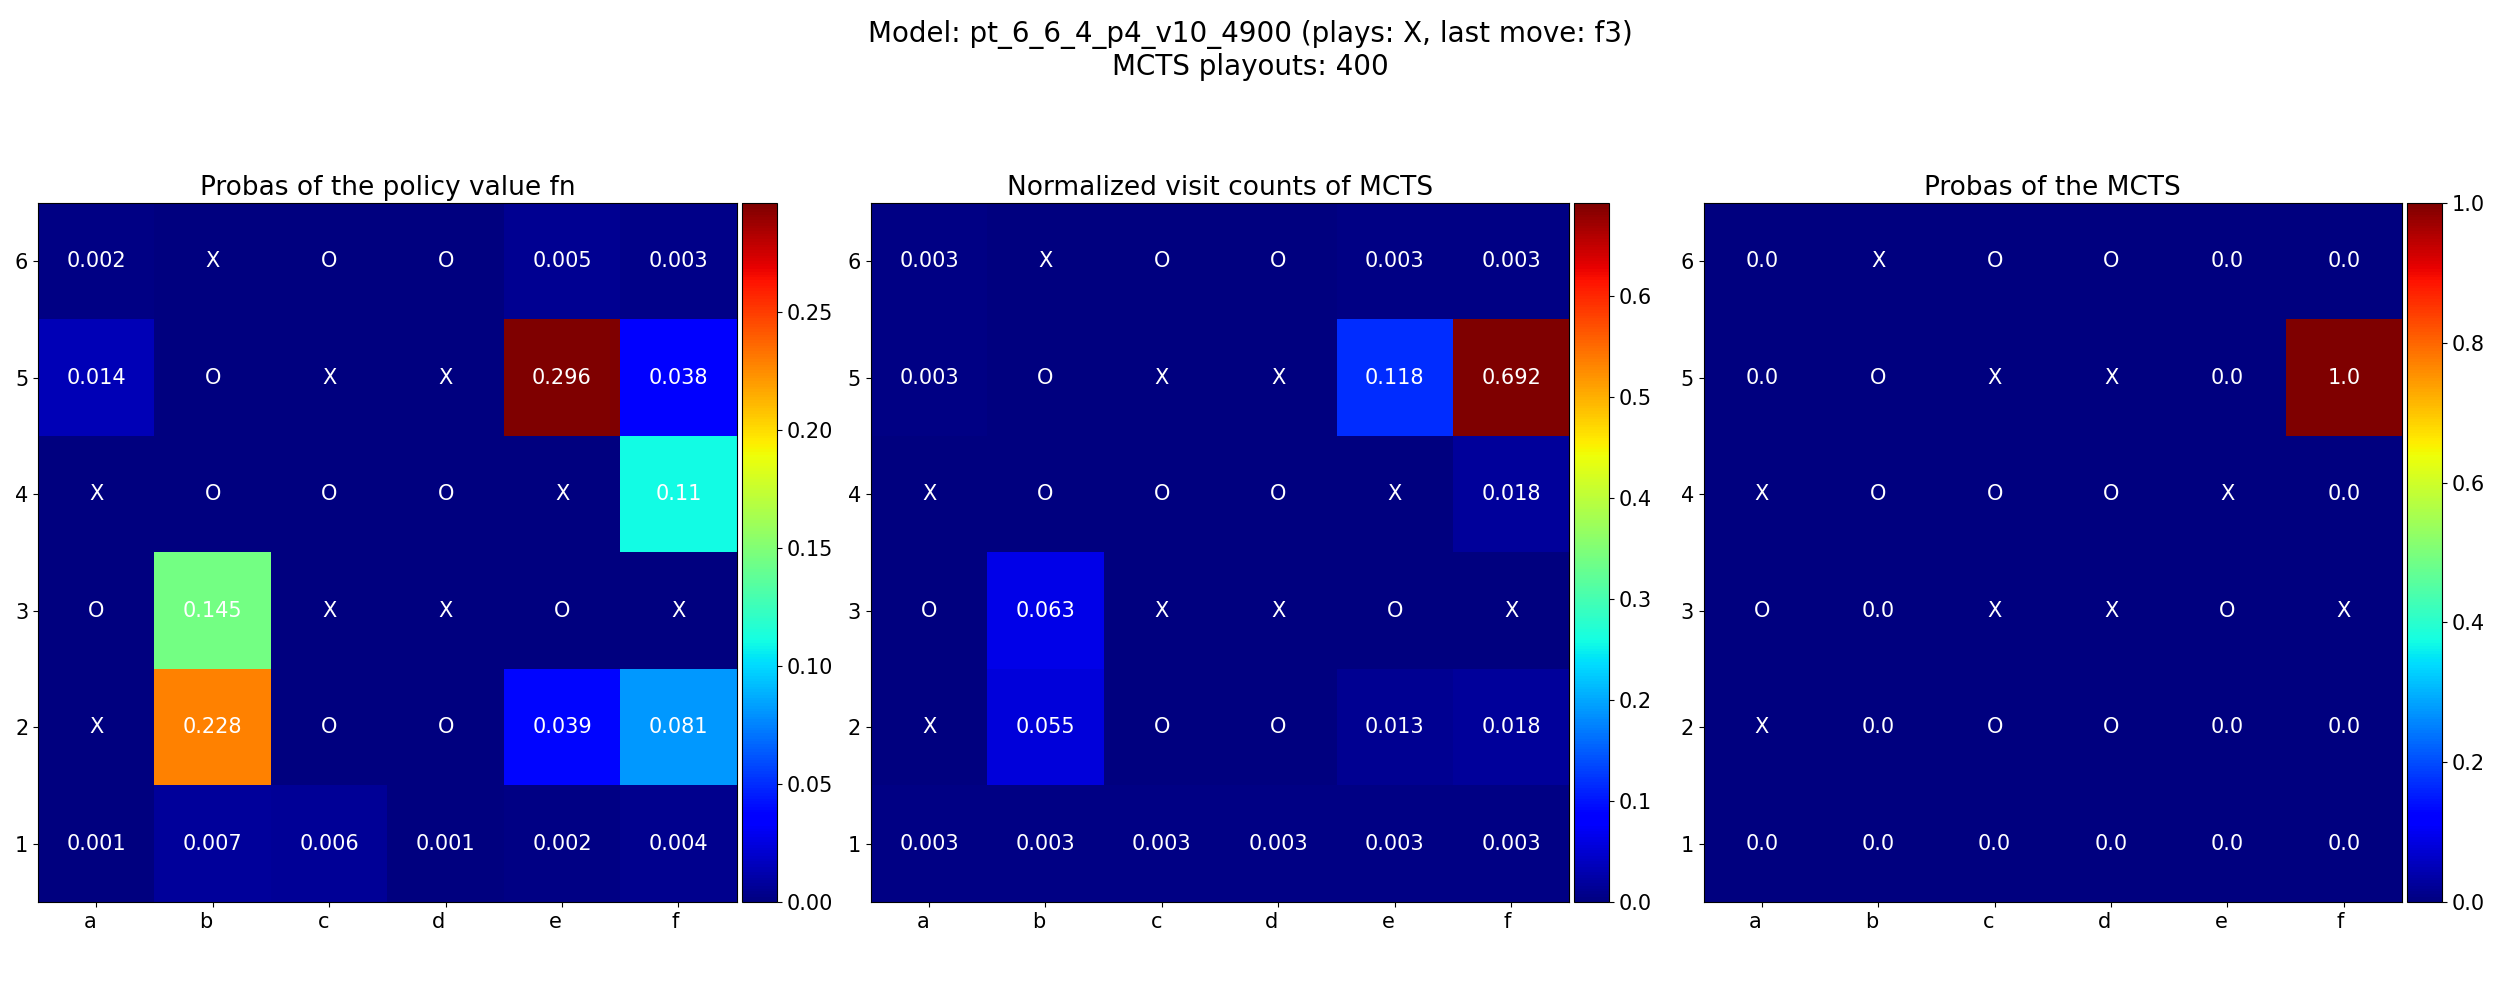 Model: pt_6_6_4_p4_v10_4900 (plays: X, last move: f3)
MCTS playouts: 400
Probas of the policy value fn
6 0.002 X O O 0.005 0.003
5 0.014 O X X 0.296 0.038
4 X O O O X 0.11
3 O 0.145 X X O X
2 X 0.228 O O 0.039 0.081
1 0.001 0.007 0.006 0.001 0.002 0.004
a b c d e f
0.25
0.20
0.15
0.10
0.05
0.00
Normalized visit counts of MCTS
6 0.003 X O O 0.003 0.003
5 0.003 O X X 0.118 0.692
4 X O O O X 0.018
3 O 0.063 X X O X
2 X 0.055 O O 0.013 0.018
1 0.003 0.003 0.003 0.003 0.003 0.003
a b c d e f
0.6
0.5
0.4
0.3
0.2
0.1
0.0
Probas of the MCTS
6 0.0 X O O 0.0 0.0
5 0.0 O X X 0.0 1.0
4 X O O O X 0.0
3 O 0.0 X X O X
2 X 0.0 O O 0.0 0.0
1 0.0 0.0 0.0 0.0 0.0 0.0
a b c d e f
1.0
0.8
0.6
0.4
0.2
0.0